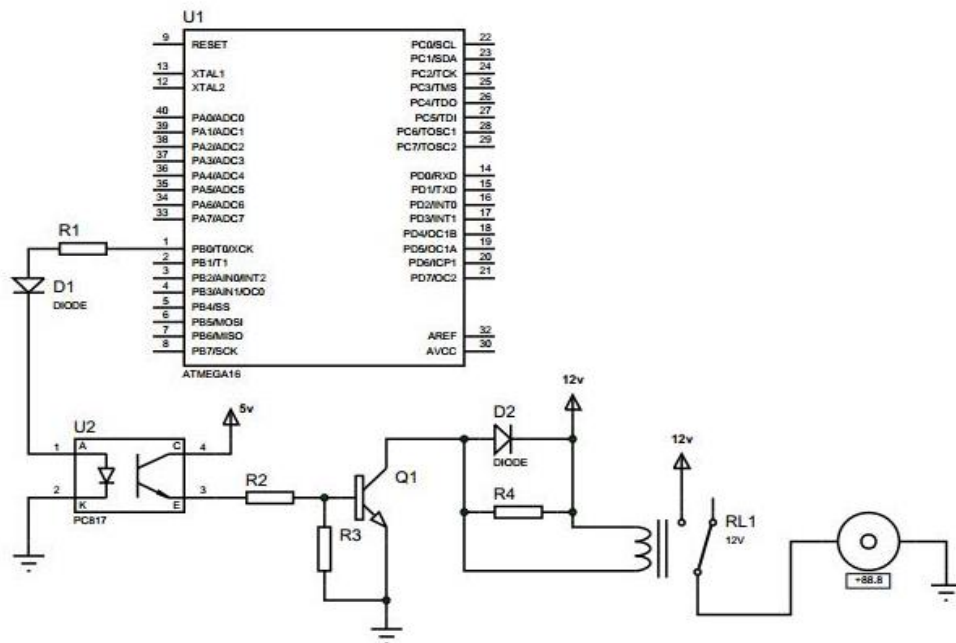 U1
9 RESET
13 XTAL1
12 XTAL2
40 PA0/ADC0
39 PA1/ADC1
38 PA2/ADC2
37 PA3/ADC3
36 PA4/ADC4
35 PA5/ADC5
34 PA6/ADC6
33 PA7/ADC7
1 PB0/T0/XCK
2 PB1/T1
3 PB2/AIN0/INT2
4 PB3/AIN1/OC0
5 PB4/SS
6 PB5/MOSI
7 PB6/MISO
8 PB7/SCK
PC0/SCL 22
PC1/SDA 23
PC2/TCK 24
PC3/TMS 25
PC4/TDO 26
PC5/TDI 27
PC6/TOSC1 28
PC7/TOSC2 29
PD0/RXD 14
PD1/TXD 15
PD2/INT0 16
PD3/INT1 17
PD4/OC1B 18
PD5/OC1A 19
PD6/ICP1 20
PD7/OC2 21
AREF 32
AVCC 30
ATMEGA16
R1
D1
DIODE
U2
1 A
2 K
C 4
E 3
PC817
5v
R2
R3
Q1
D2
DIODE
R4
12v
12v
RL1
12V
+88.8